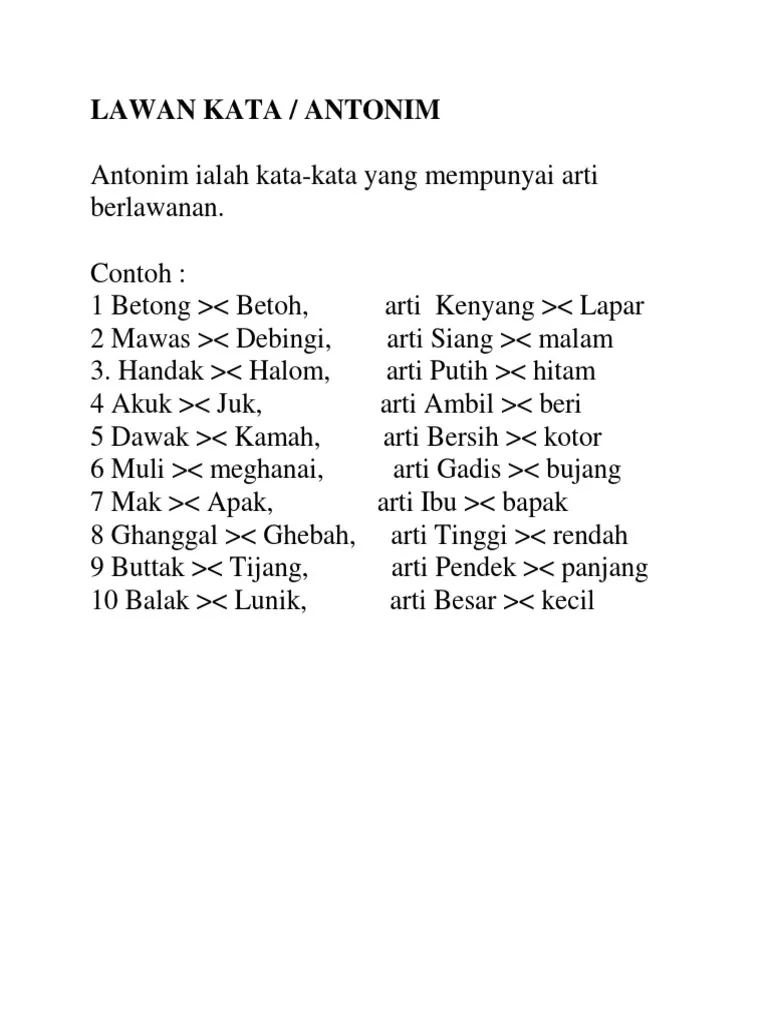 LAWAN KATA / ANTONIM
Antonim ialah kata-kata yang mempunyai arti
berlawanan.
Contoh :
1 Betong >< Betoh, arti Kenyang >< Lapar
2 Mawas >< Debingi, arti Siang >< malam
3. Handak >< Halom, arti Putih >< hitam
4 Akuk >< Juk, arti Ambil >< beri
5 Dawak >< Kamah, arti Bersih >< kotor
6 Muli >< meghanai, arti Gadis >< bujang
7 Mak >< Apak, arti Ibu >< bapak
8 Ghanggal >< Ghebah, arti Tinggi >< rendah
9 Buttak >< Tijang, arti Pendek >< panjang
10 Balak >< Lunik, arti Besar >< kecil